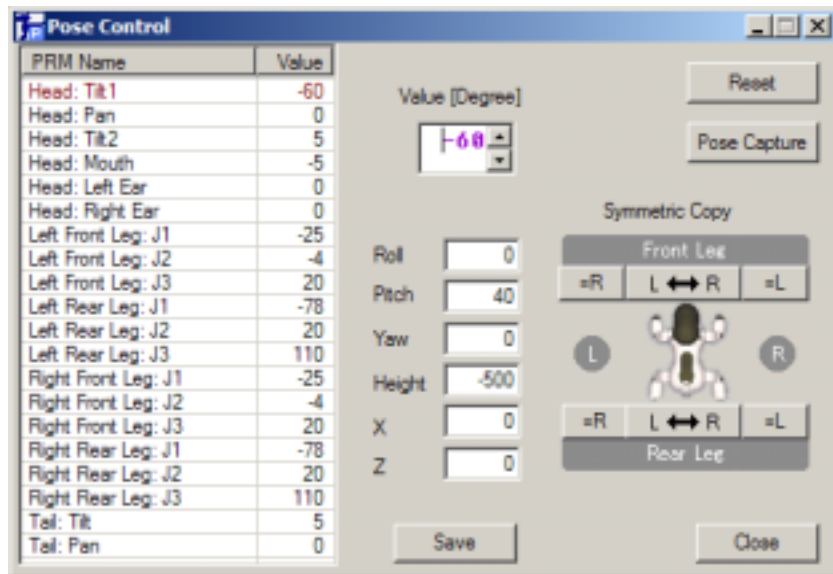 Pose Control
PRM Name Value
Head: Tilt1 -60
Head: Pan 0
Head: Tilt2 5
Head: Mouth -5
Head: Left Ear 0
Head: Right Ear 0
Left Front Leg: J1 -25
Left Front Leg: J2 -4
Left Front Leg: J3 20
Left Rear Leg: J1 -78
Left Rear Leg: J2 20
Left Rear Leg: J3 110
Right Front Leg: J1 -25
Right Front Leg: J2 -4
Right Front Leg: J3 20
Right Rear Leg: J1 -78
Right Rear Leg: J2 20
Right Rear Leg: J3 110
Tail: Tilt 5
Tail: Pan 0
Value [Degree]
-60
Reset
Pose Capture
Roll 0
Pitch 40
Yaw 0
Height -500
X 0
Z 0
Symmetric Copy
Front Leg
=R L ↔ R =L
L R
=R L ↔ R =L
Rear Leg
Save
Close